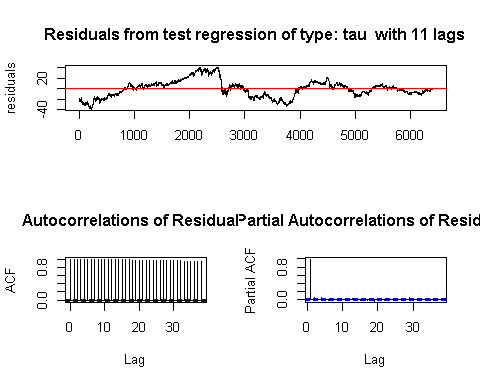 Residuals from test regression of type: tau with 11 lags
residuals
-40
20
0
1000
2000
3000
4000
5000
6000
Autocorrelations of Residual
Partial Autocorrelations of Resid
ACF
0.0
0.8
0
10
20
30
Lag
Partial ACF
0.0
0.8
0
10
20
30
Lag